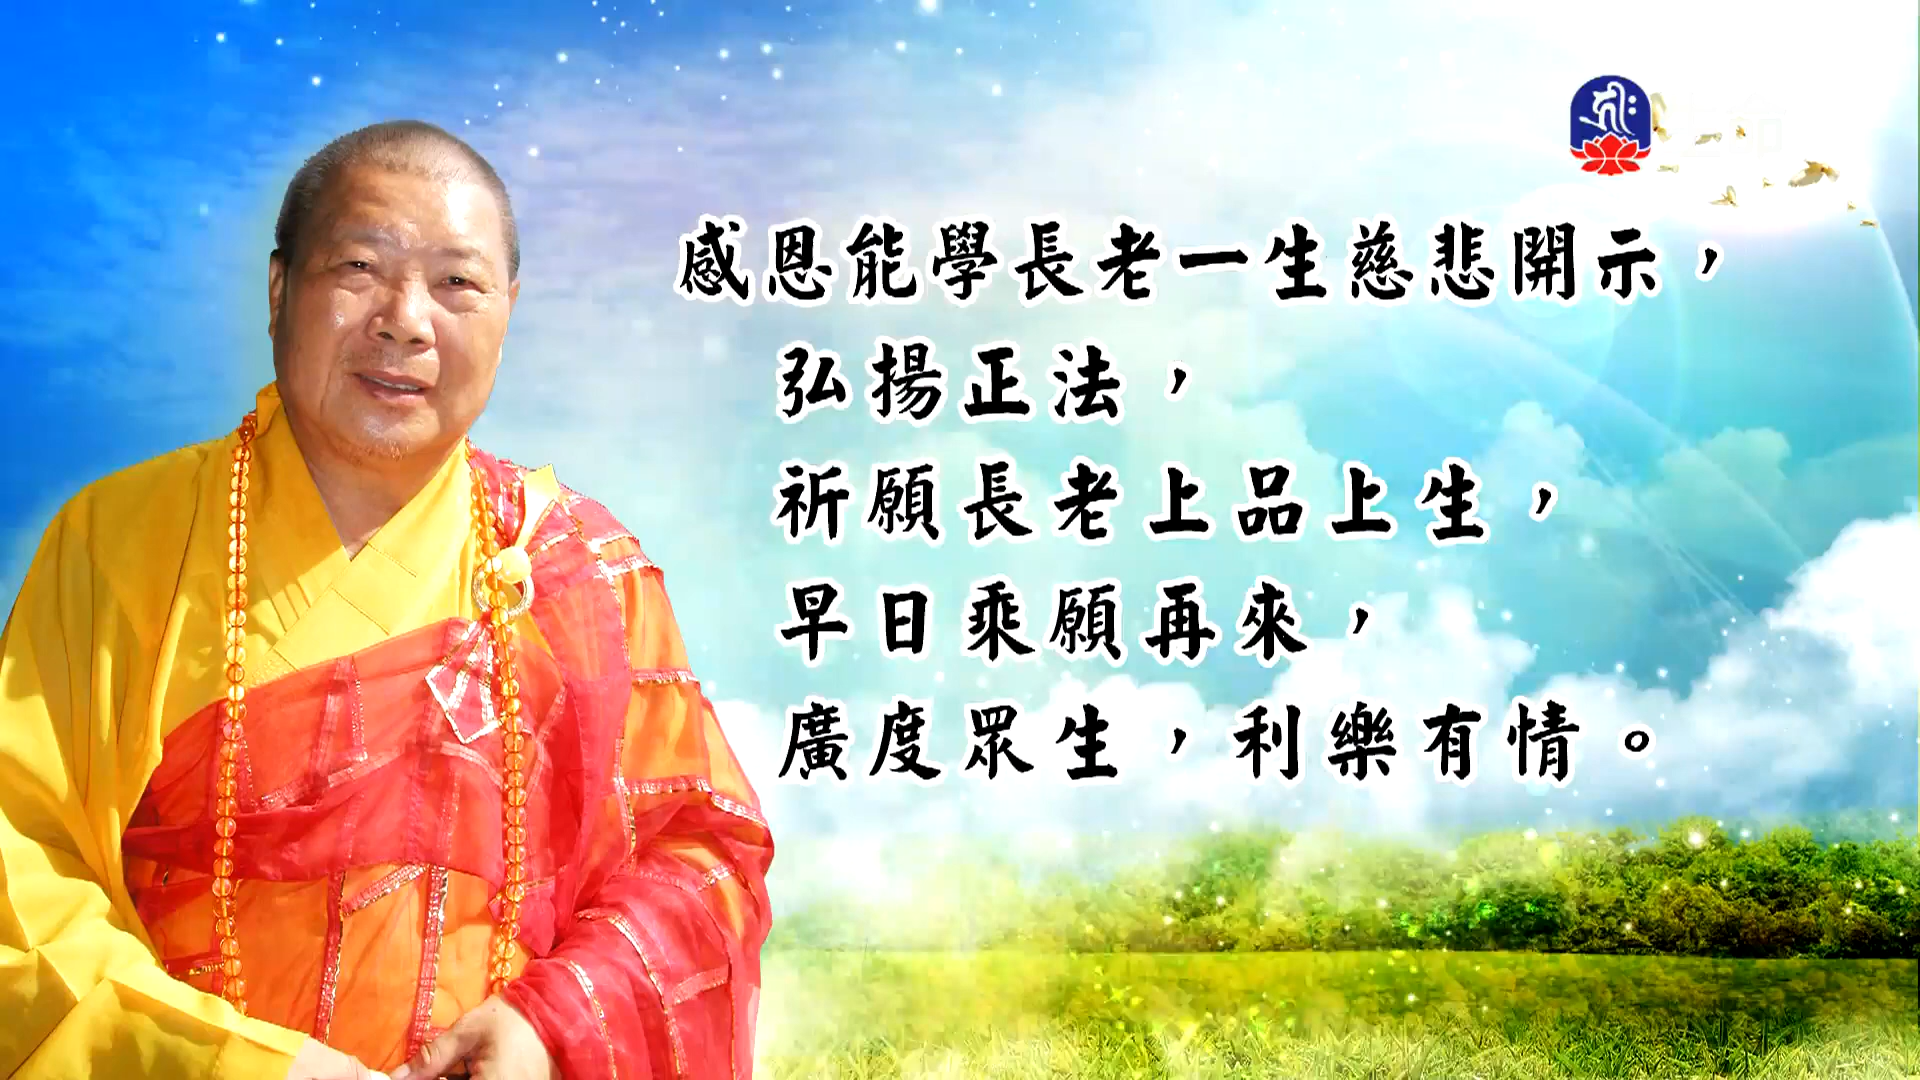 感恩能學長老一生慈悲開示，
弘揚正法，
祈願長老上品上生，
早日乘願再來，
廣度眾生，利樂有情。